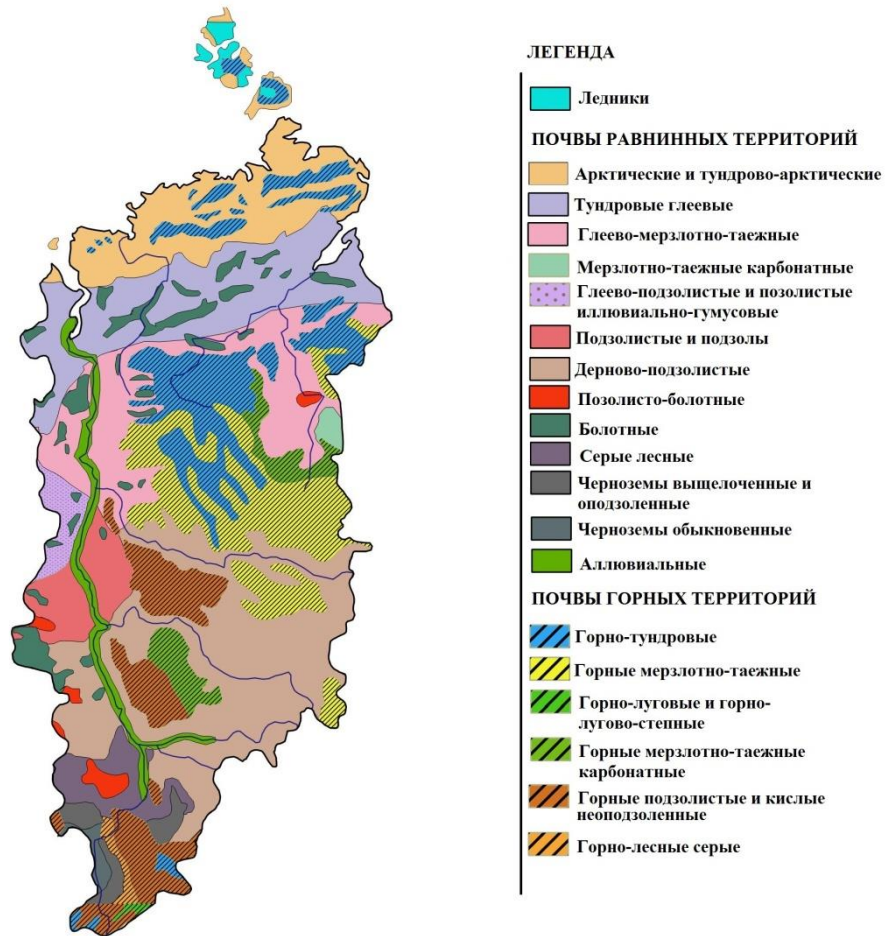 ЛЕГЕНДА
Ледники
ПОЧВЫ РАВНИННЫХ ТЕРРИТОРИЙ
Арктические и тундрово-арктические
Тундровые глеевые
Глеево-мерзлотно-таежные
Мерзлотно-таежные карбонатные
Глеево-подзолистые и позолистые
иллювиально-гумусовые
Подзолистые и подзолы
Дерново-подзолистые
Позолисто-болотные
Болотные
Серые лесные
Черноземы выщелоченные и
оподзоленные
Черноземы обыкновенные
Аллювиальные
ПОЧВЫ ГОРНЫХ ТЕРРИТОРИЙ
Горно-тундровые
Горные мерзлотно-таежные
Горно-луговые и горно-
лугово-степные
Горные мерзлотно-таежные
карбонатные
Горные подзолистые и кислые
неоподзоленные
Горно-лесные серые